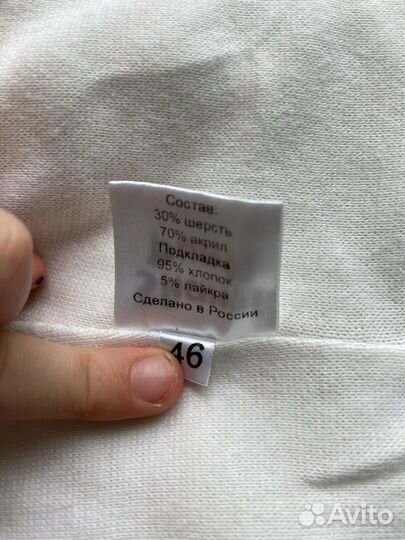 Состав:
30% шерсть
70% акрил
Подкладка
95% хлопок
5% лайкра
Сделано в России
46
Avito